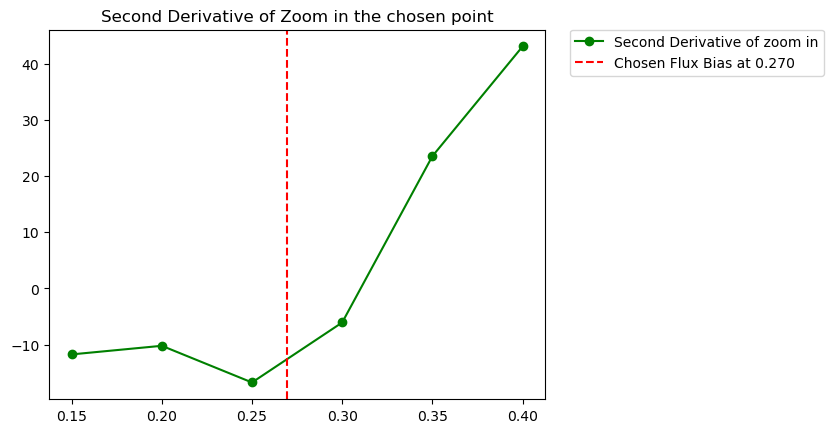 Second Derivative of Zoom in the chosen point
Second Derivative of zoom in
Chosen Flux Bias at 0.270
40
30
20
10
0
−10
0.15 0.20 0.25 0.30 0.35 0.40